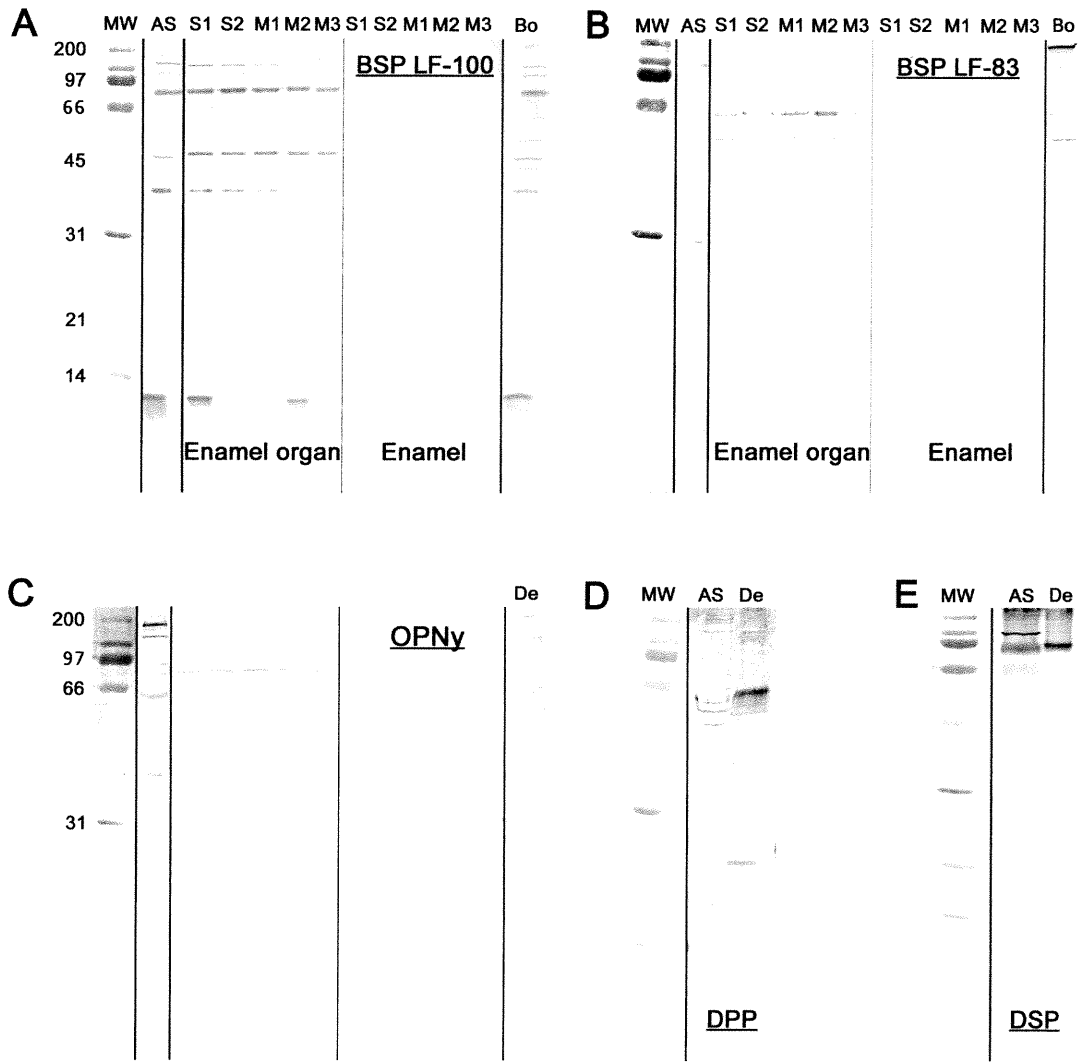 A
MW AS S1 S2 M1 M2 M3 S1 S2 M1 M2 M3 Bo
BSP LF-100
200
97
66
45
31
21
14
Enamel organ Enamel
B
MW AS S1 S2 M1 M2 M3 S1 S2 M1 M2 M3 Bo
BSP LF-83
Enamel organ Enamel
C
De
OPNy
200
97
66
31
D
MW AS De
DPP
E
MW AS De
DSP